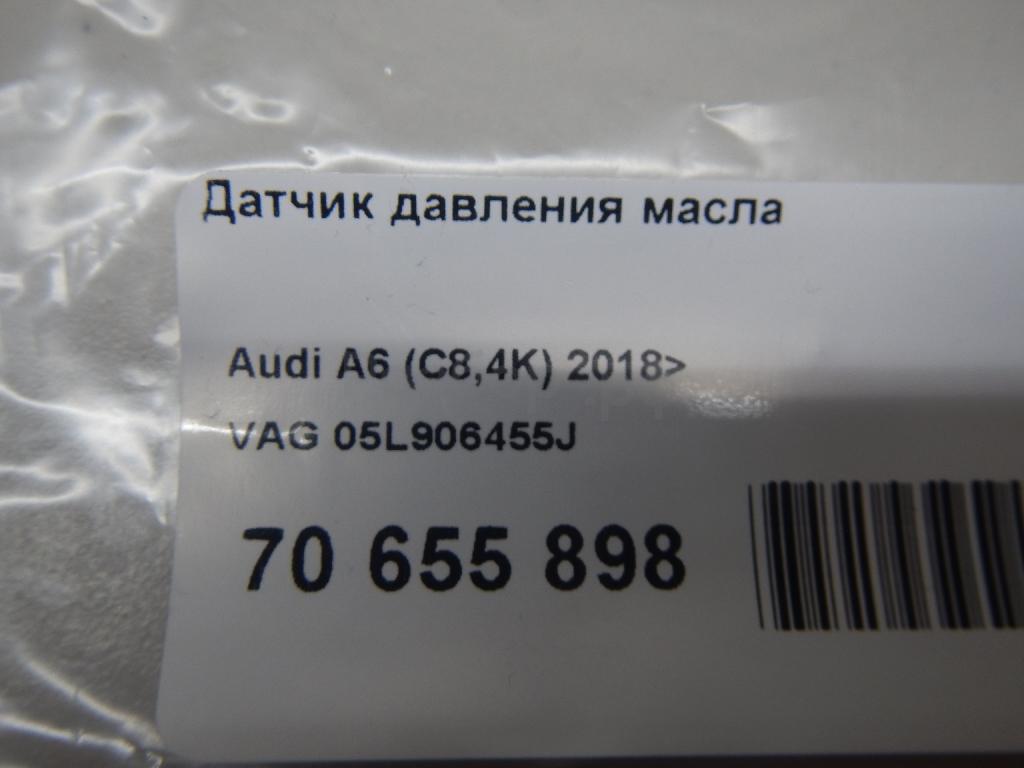 Датчик давления масла
Audi A6 (C8,4K) 2018>
VAG 05L906455J
70 655 898